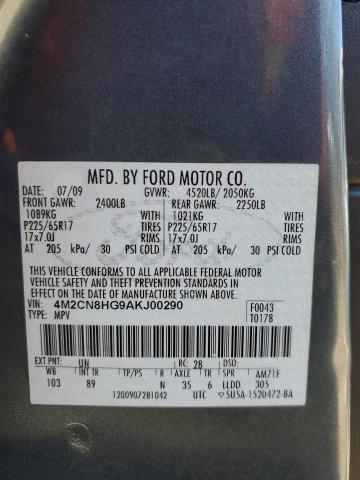 MFD. BY FORD MOTOR CO.
DATE: 07/09 GVWR: 4520LB/ 2050KG
FRONT GAWR: 2400LB REAR GAWR: 2250LB
1089KG WITH 1021KG WITH
P225/65R17 TIRES P225/65R17 TIRES
17x7.0J RIMS 17x7.0J RIMS
AT 205 kPa/ 30 PSI COLD AT 205 kPa/ 30 PSI COLD
THIS VEHICLE CONFORMS TO ALL APPLICABLE FEDERAL MOTOR
VEHICLE SAFETY AND BUMPER STANDARDS IN EFFECT ON THE
DATE OF MANUFACTURE SHOWN ABOVE.
VIN: 4M2CN8HG9AKJ00290 F0043
TYPE: MPV T0178
EXT PNT: UN RC: 28 DSO:
WB INT TR TP/PS R AXLE TR SPR AM71F
103 89 N 35 6 LLDD 305
1200907281042 UTC ▽5U5A-1520472-BA